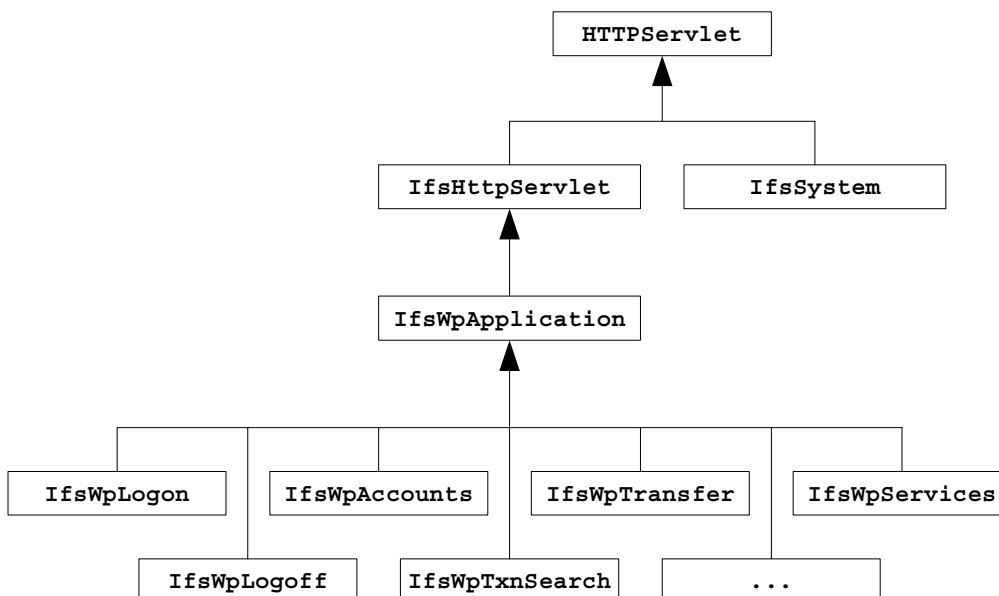 HTTPServlet
IfsHttpServlet
IfsSystem
IfsWpApplication
IfsWpLogon
IfsWpAccounts
IfsWpTransfer
IfsWpServices
IfsWpLogoff
IfsWpTxnSearch
...